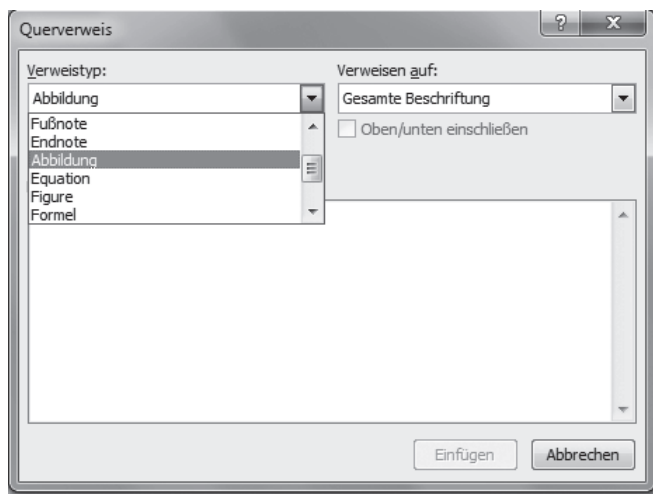 Querverweis
Verweistyp: Verweisen auf:
Abbildung Gesamte Beschriftung
Fußnote Oben/unten einschließen
Endnote
Abbildung
Equation
Figure
Formel
Einfügen Abbrechen